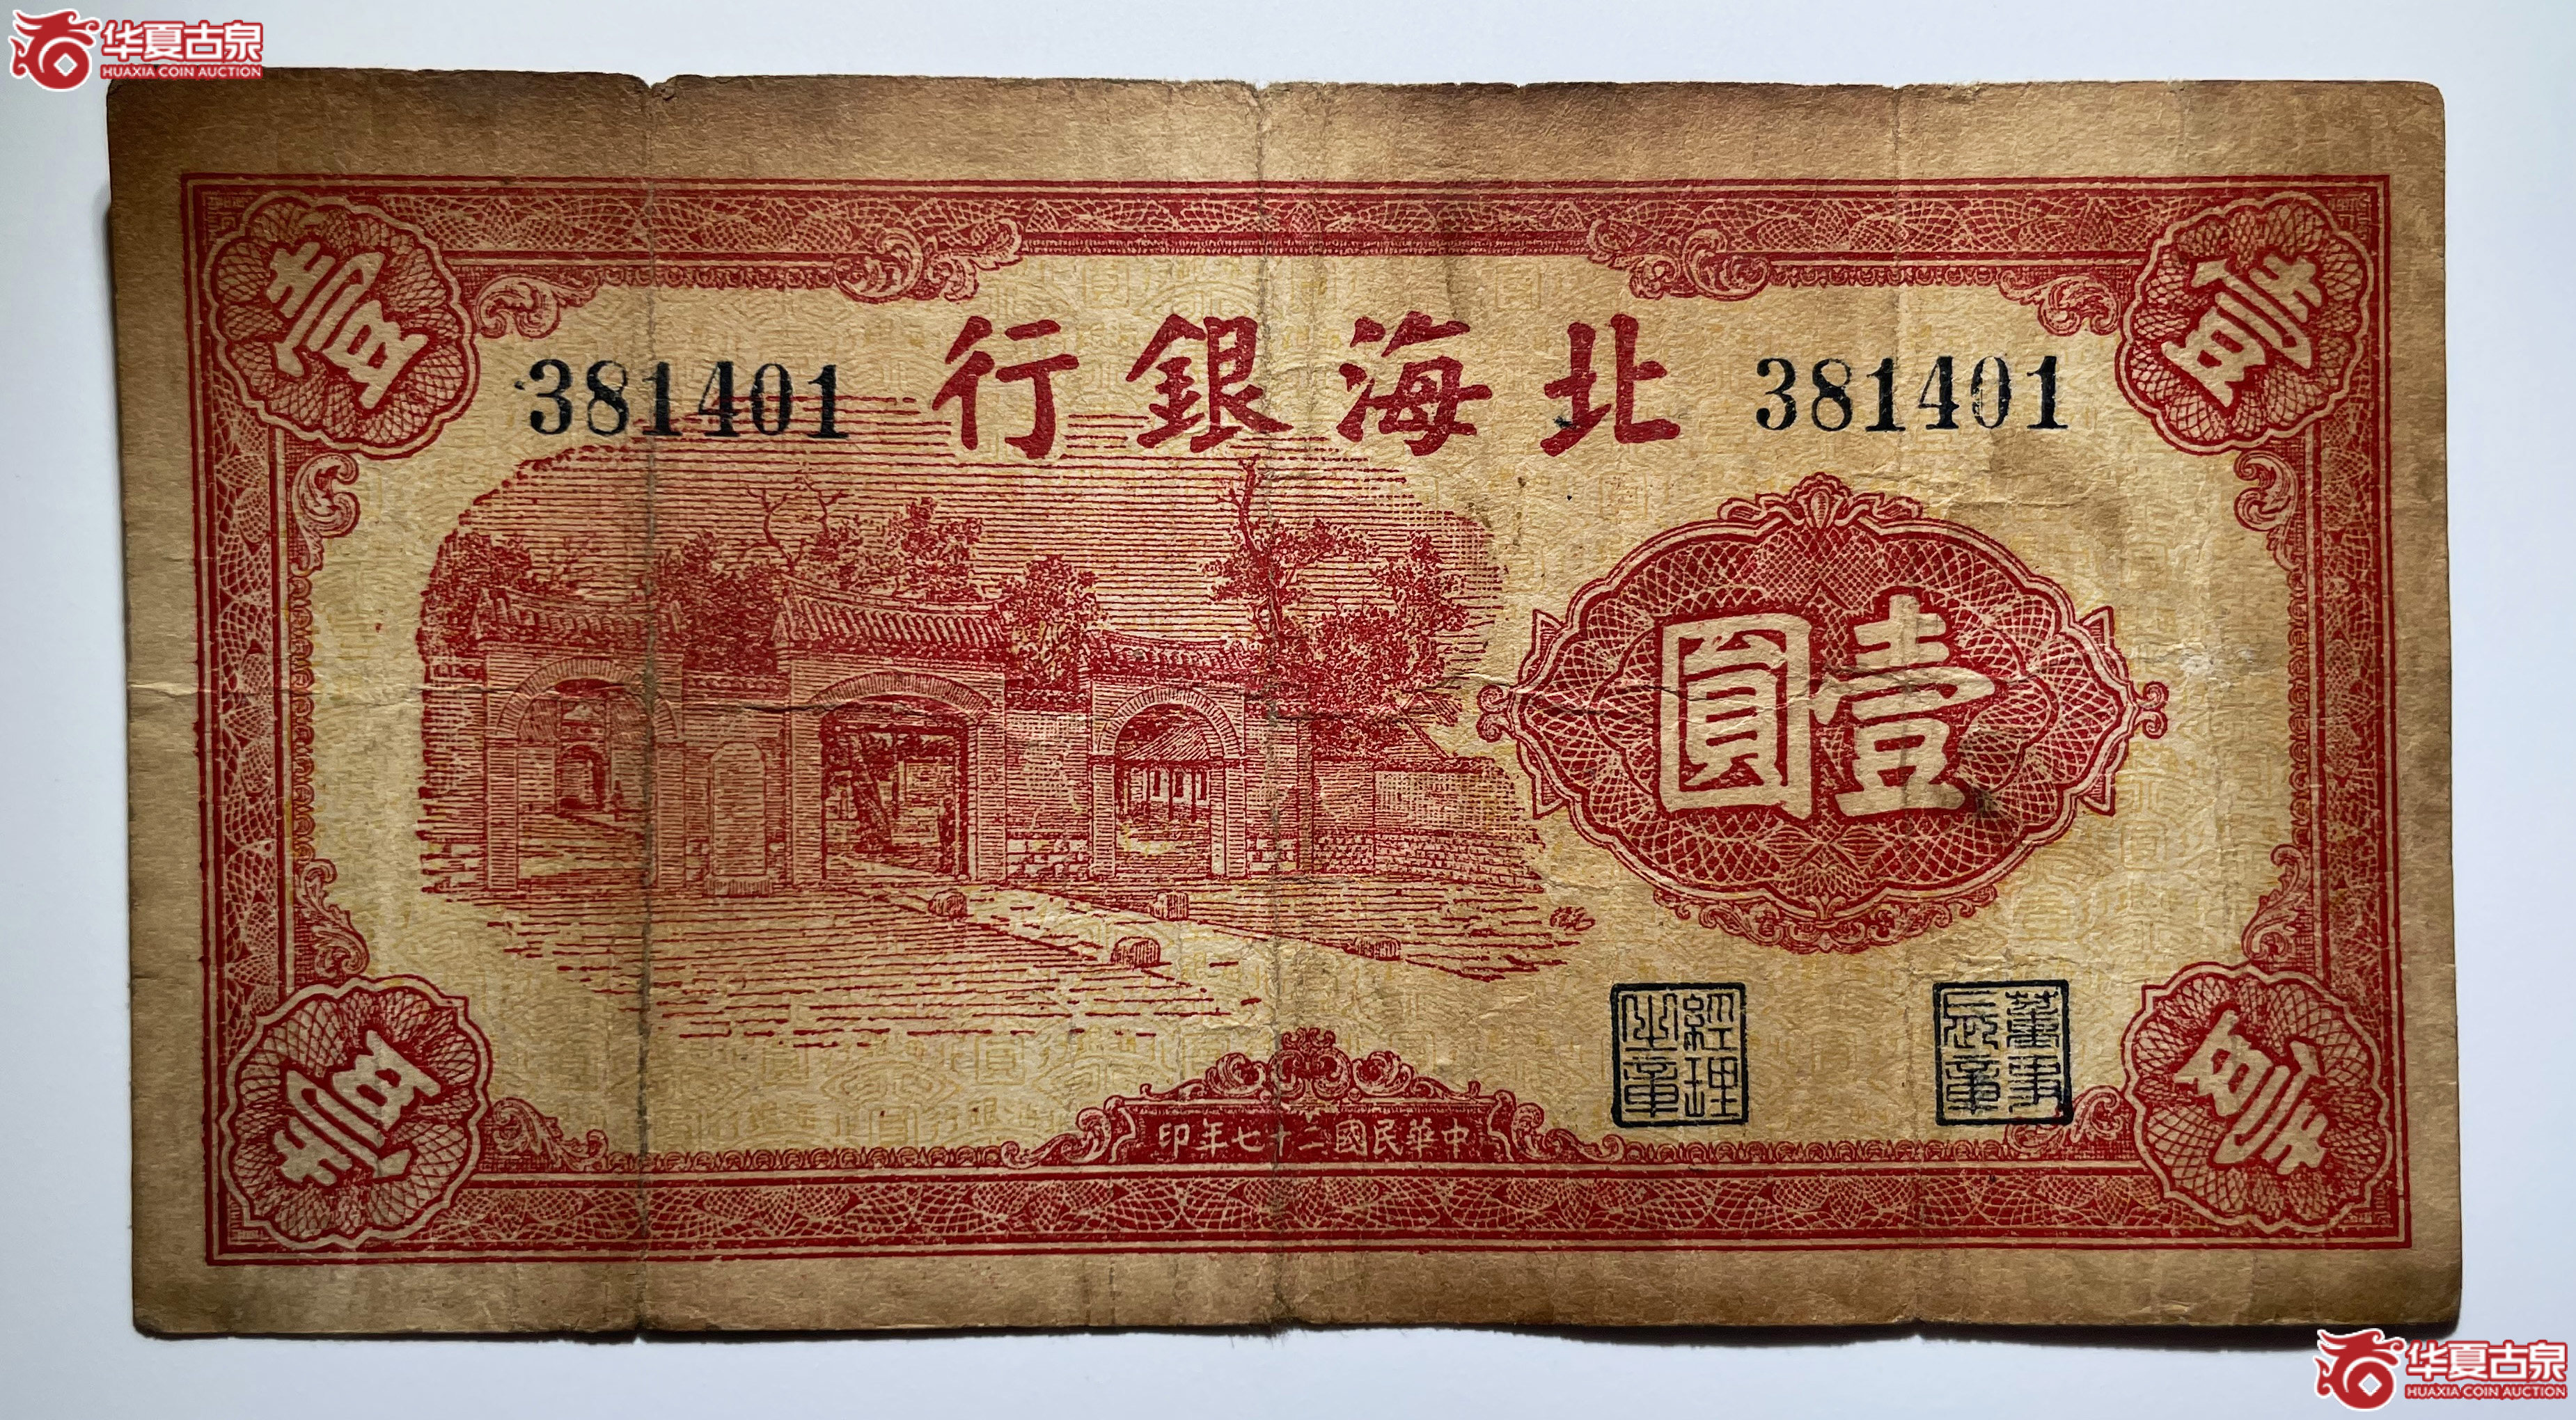 华夏古泉
HUAXIA COIN AUCTION
壹
壹
北海銀行
381401
381401
壹圓
經理之章
董事長章
壹
壹
中華民國二十七年印
华夏古泉
HUAXIA COIN AUCTION